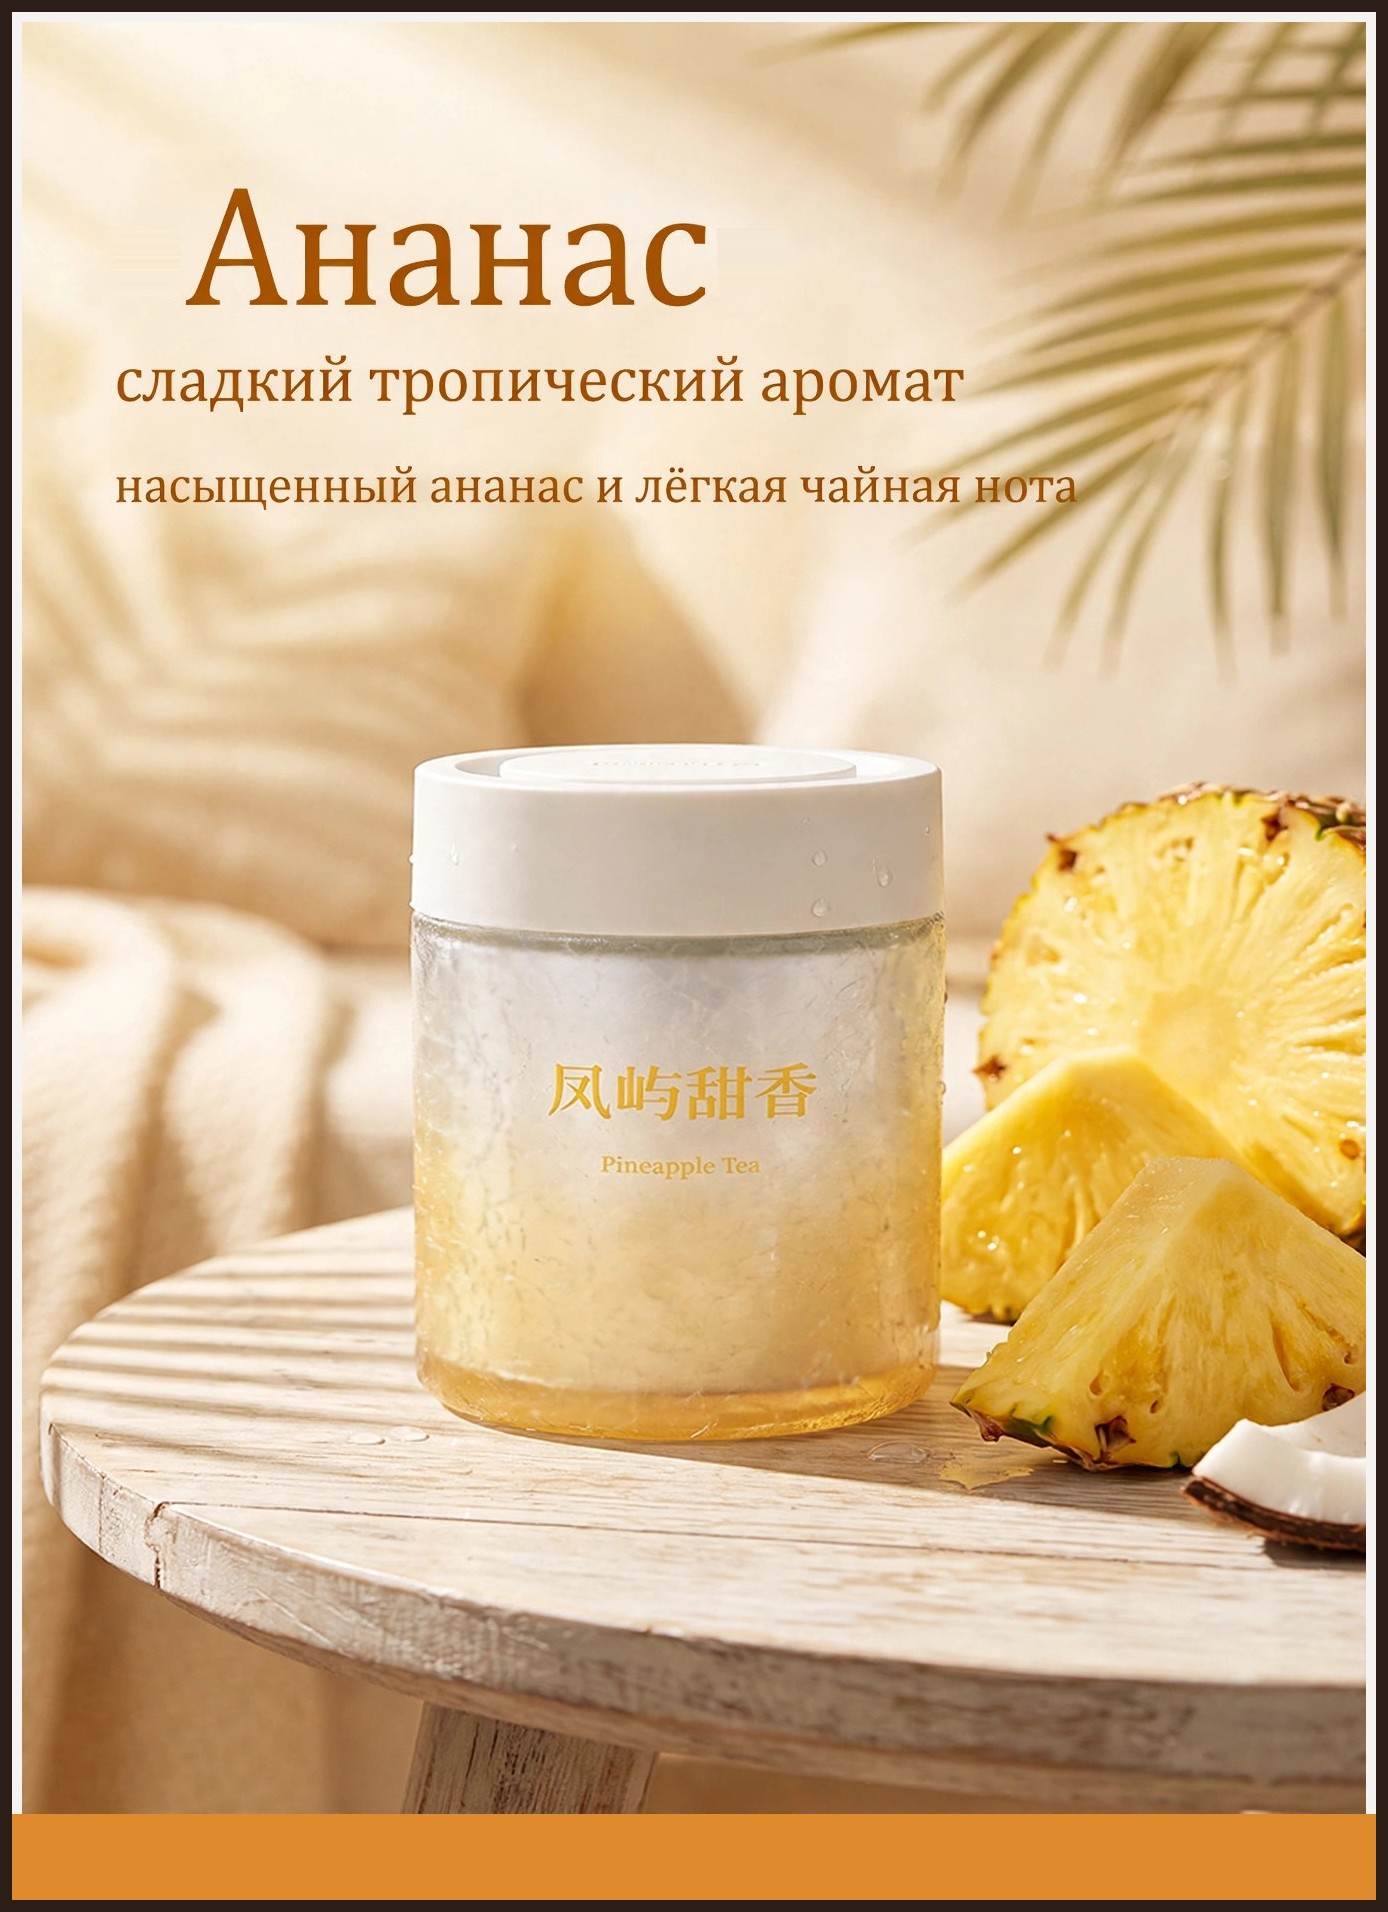 Ананас
сладкий тропический аромат
насыщенный ананас и лёгкая чайная нота
凤屿甜香
Pineapple Tea